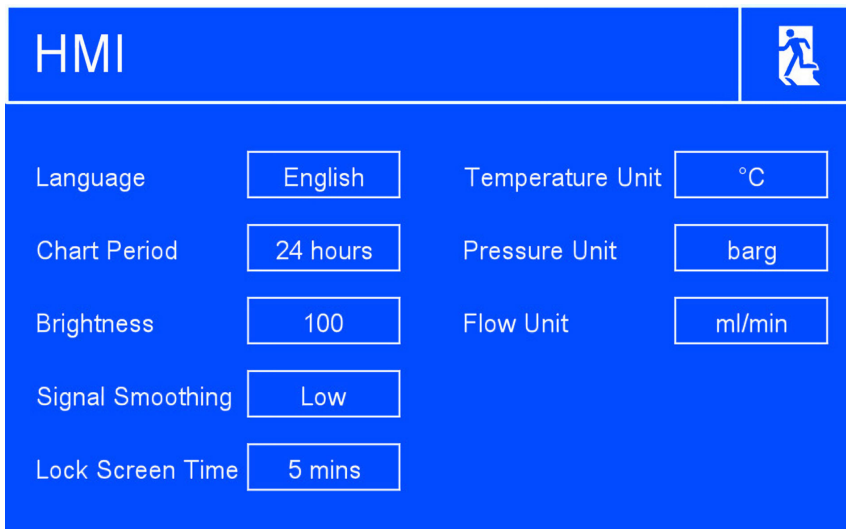 HMI
Language English Temperature Unit °C
Chart Period 24 hours Pressure Unit barg
Brightness 100 Flow Unit ml/min
Signal Smoothing Low
Lock Screen Time 5 mins